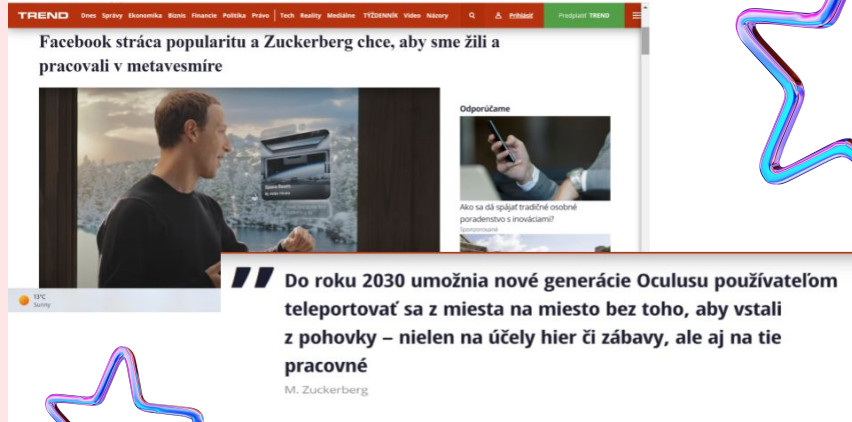 TREND Dnes Správy Ekonomika Biznis Financie Politika Právo Tech Reality Mediálne TÝŽDENNÍK Video Názory Prihlásiť Predplatiť TREND
Facebook stráca popularitu a Zuckerberg chce, aby sme žili a
pracovali v metavesmíre
Odporúčame
Ako sa dá spájať tradičné osobné
poradenstvo s inováciami?
Sponzorované
Space Room
13°C
Sunny
" Do roku 2030 umožnia nové generácie Oculusu používateľom
teleportovať sa z miesta na miesto bez toho, aby vstali
z pohovky – nielen na účely hier či zábavy, ale aj na tie
pracovné
M. Zuckerberg